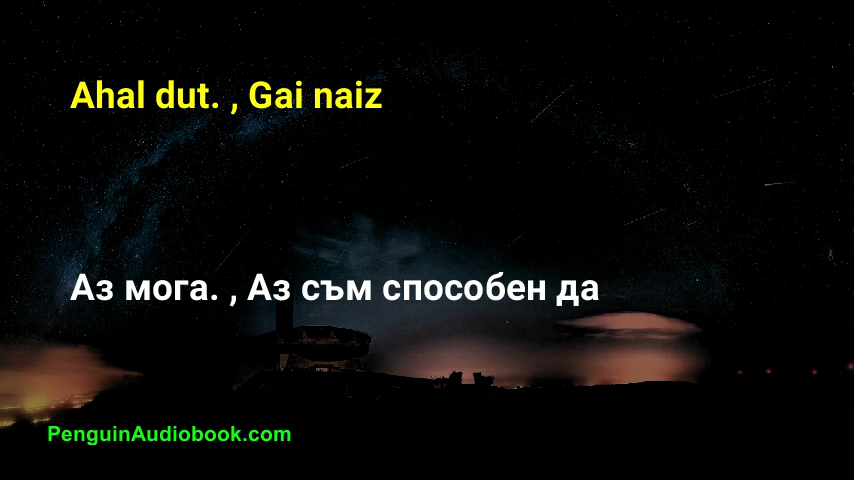 Ahal dut. , Gai naiz
Аз мога. , Аз съм способен да
PenguinAudiobook.com